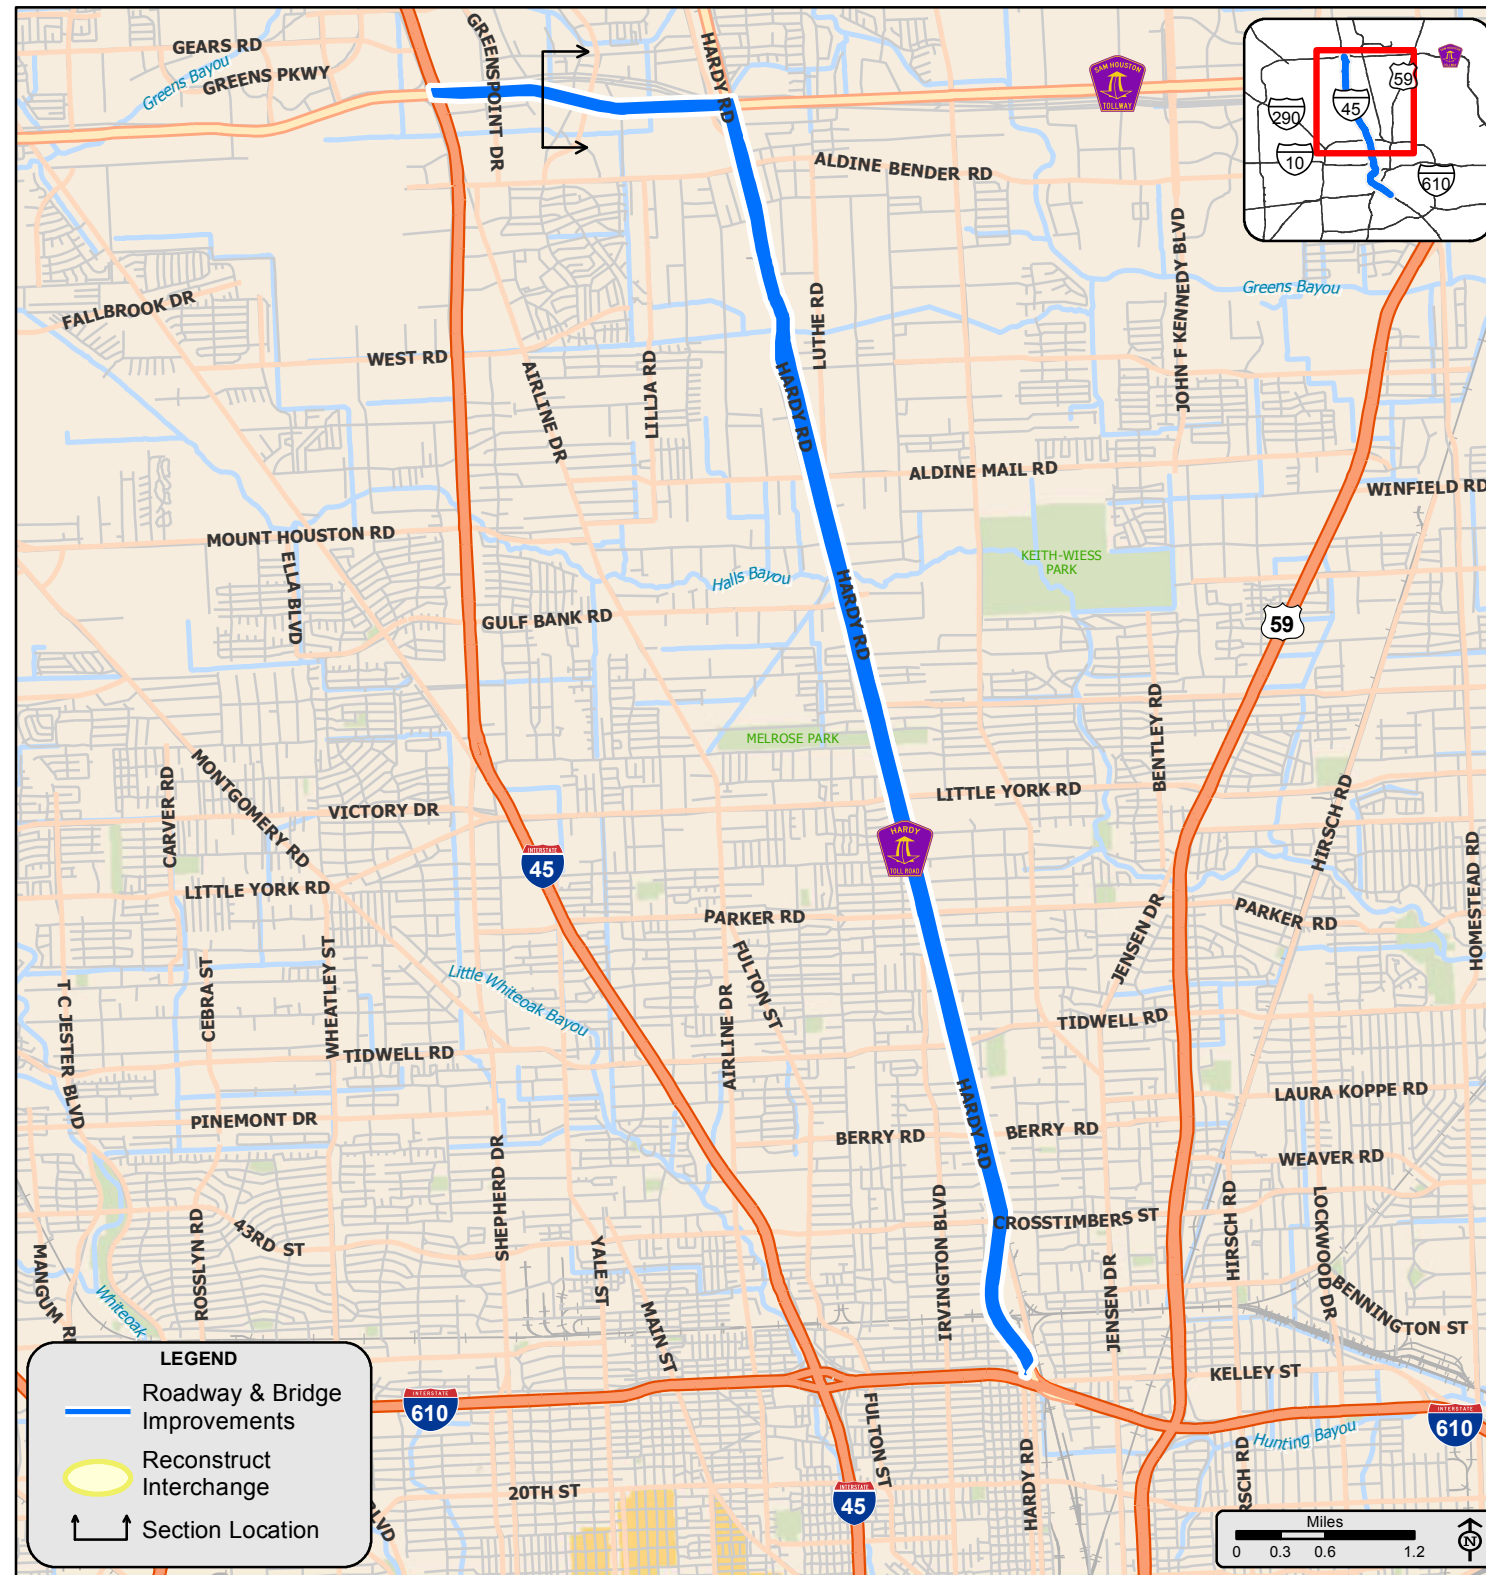 GEARS RD
GREENS PKWY
Greens Bayou
GREENSPOINT DR
HARDY RD
SAM HOUSTON
TOLLWAY
59
45
290
10
610
ALDINE BENDER RD
JOHN F KENNEDY BLVD
Greens Bayou
FALLBROOK DR
WEST RD
AIRLINE DR
LILLJA RD
LUTHE RD
HARDY RD
ALDINE MAIL RD
WINFIELD RD
MOUNT HOUSTON RD
ELLA BLVD
Halls Bayou
HARDY RD
KEITH-WIESS
PARK
GULF BANK RD
59
MELROSE PARK
BENTLEY RD
MONTGOMERY RD
CARVER RD
VICTORY DR
LITTLE YORK RD
HIRSCH RD
HOMESTEAD RD
INTERSTATE
45
HARDY
TOLL ROAD
LITTLE YORK RD
PARKER RD
FULTON ST
JENSEN DR
PARKER RD
T C JESTER BLVD
CEBRA ST
WHEATLEY ST
Little Whiteoak Bayou
AIRLINE DR
TIDWELL RD
TIDWELL RD
LAURA KOPPE RD
PINEMONT DR
BERRY RD
HARDY RD
BERRY RD
WEAVER RD
SHEPHERD DR
IRVINGTON BLVD
CROSSTIMBERS ST
HIRSCH RD
LOCKWOOD DR
MANGUM RD
ROSSLYN RD
43RD ST
YALE ST
MAIN ST
JENSEN DR
BENNINGTON ST
Whiteoak
KELLEY ST
LEGEND
Roadway & Bridge
Improvements
Reconstruct
Interchange
Section Location
INTERSTATE
610
BLVD
20TH ST
FULTON ST
INTERSTATE
45
HARDY RD
RSCH RD
Hunting Bayou
INTERSTATE
610
Miles
0 0.3 0.6 1.2
N